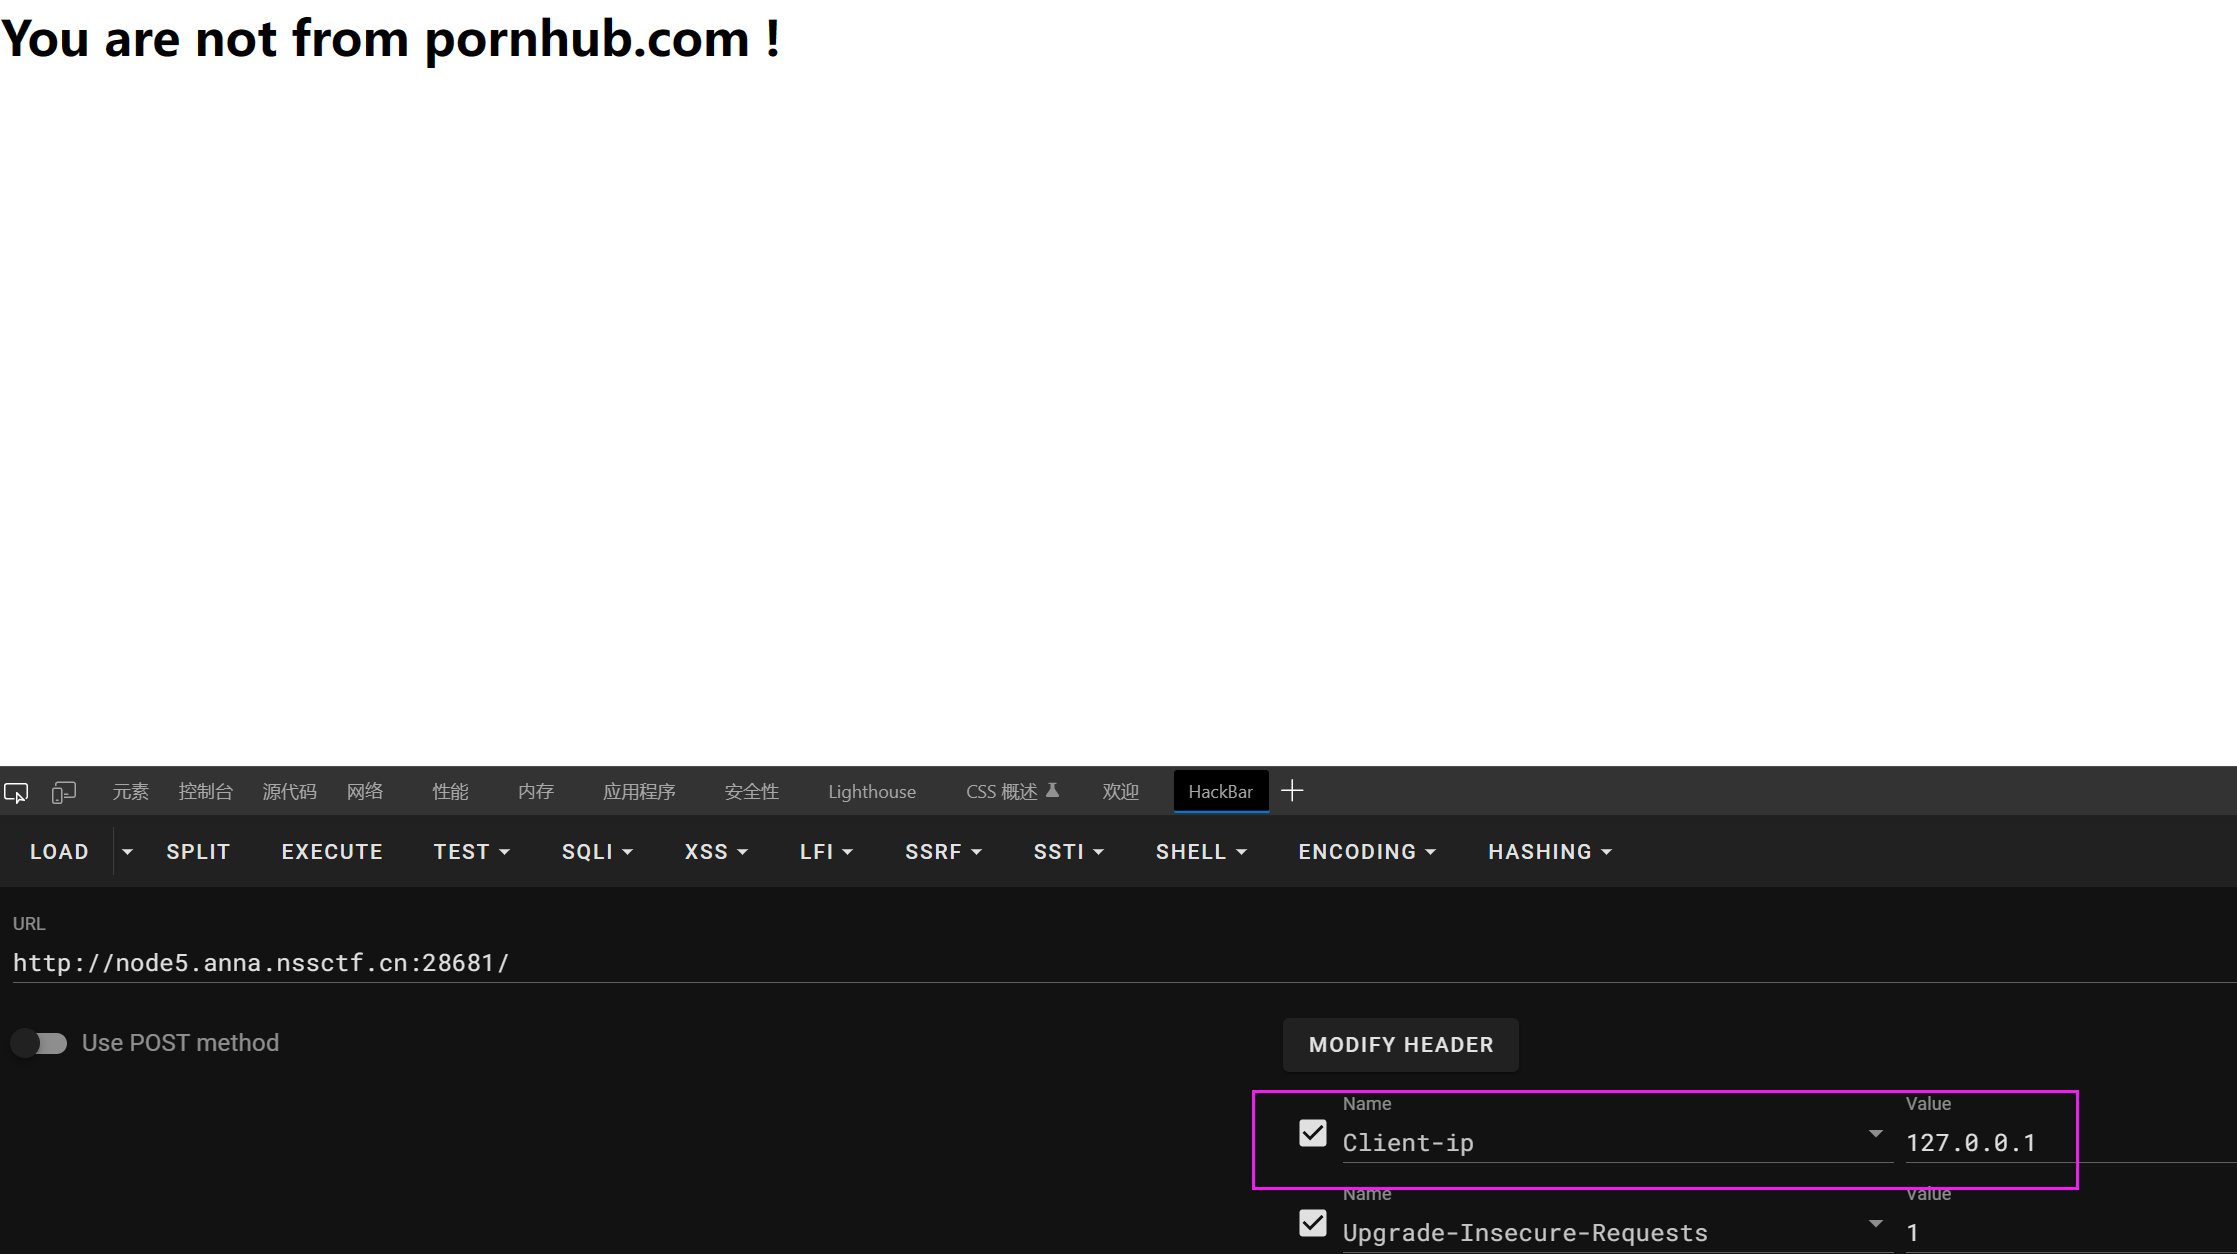 You are not from pornhub.com !
元素 控制台 源代码 网络 性能 内存 应用程序 安全性 Lighthouse CSS 概述 欢迎 HackBar
LOAD SPLIT EXECUTE TEST SQLI XSS LFI SSRF SSTI SHELL ENCODING HASHING
URL
http://node5.anna.nssctf.cn:28681/
Use POST method
MODIFY HEADER
Name Value
Client-ip 127.0.0.1
Name Value
Upgrade-Insecure-Requests 1